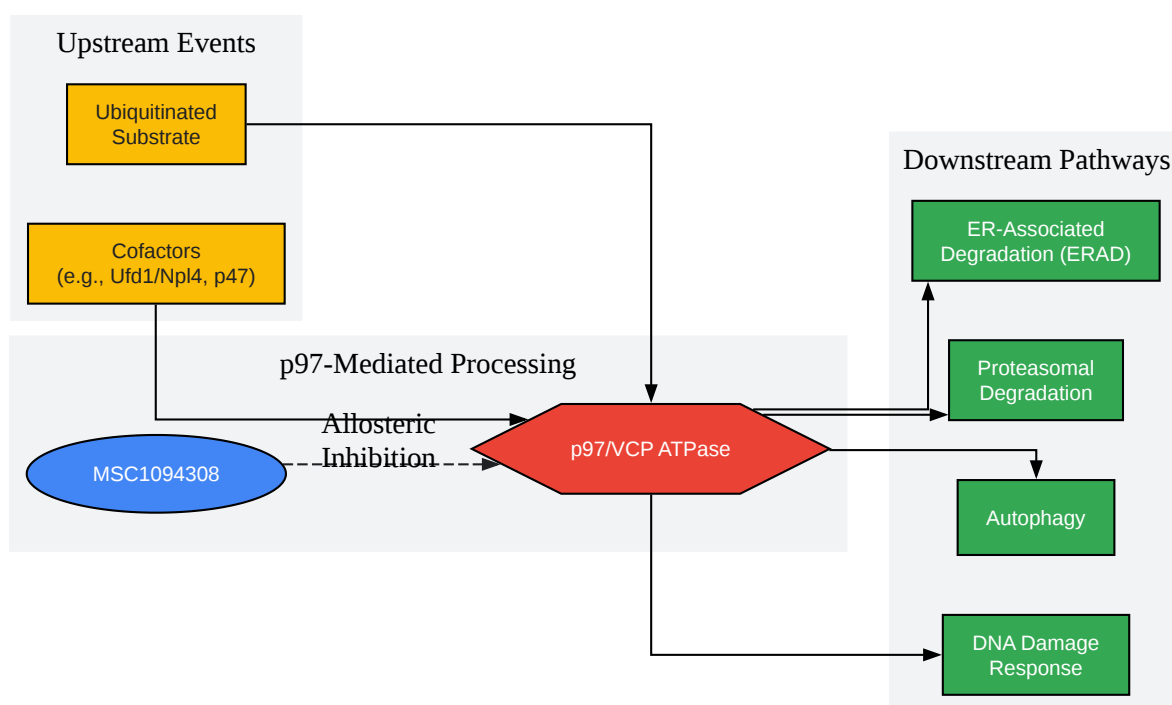 Upstream Events
Ubiquitinated
Substrate
Cofactors
(e.g., Ufd1/Npl4, p47)
p97-Mediated Processing
Allosteric
Inhibition
MSC1094308
p97/VCP ATPase
Downstream Pathways
ER-Associated
Degradation (ERAD)
Proteasomal
Degradation
Autophagy
DNA Damage
Response